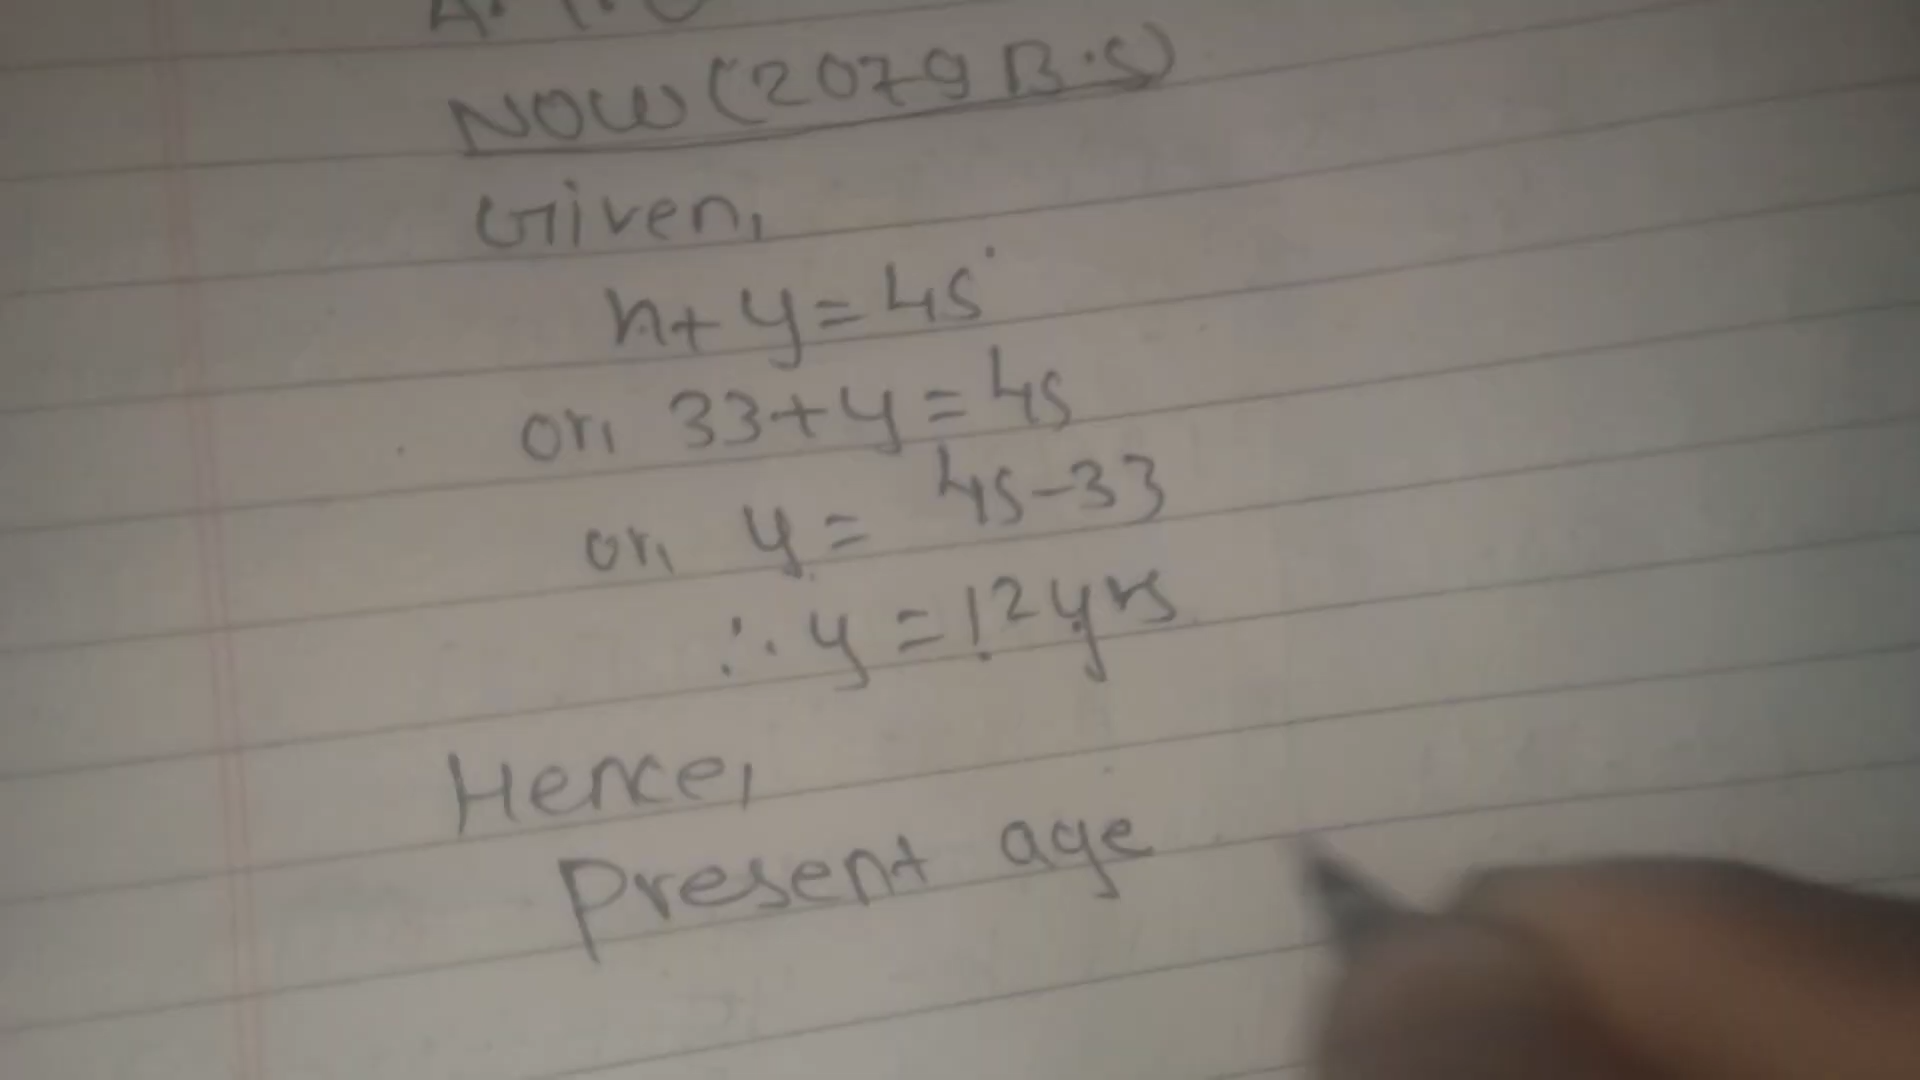 NOW (2079 B.S)
Given,
x + y = 45
or, 33 + y = 45
or, y = 45 - 33
∴ y = 12 yrs
Hence,
present age